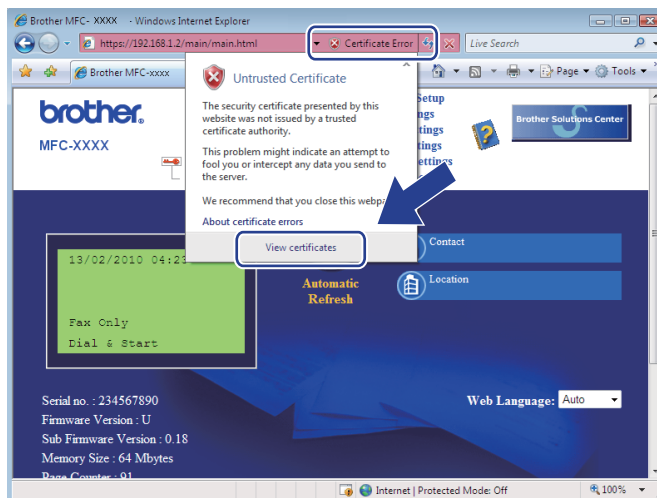 Brother MFC- XXXX - Windows Internet Explorer
https://192.168.1.2/main/main.html
Certificate Error
Live Search
Brother MFC-xxxx
Page
Tools
Untrusted Certificate
The security certificate presented by this
website was not issued by a trusted
certificate authority.
This problem might indicate an attempt to
fool you or intercept any data you send to
the server.
We recommend that you close this
About certificate errors
View certificates
brother®
MFC-XXXX
Brother Solutions Center
13/02/2010
Fax Only
Dial & Start
Automatic
Refresh
Contact
Location
Serial no. : 234567890
Firmware Version : U
Sub Firmware Version : 0.18
Memory Size : 64 Mbytes
Page Counter : 91
Web Language: Auto
Internet | Protected Mode: Off
100%